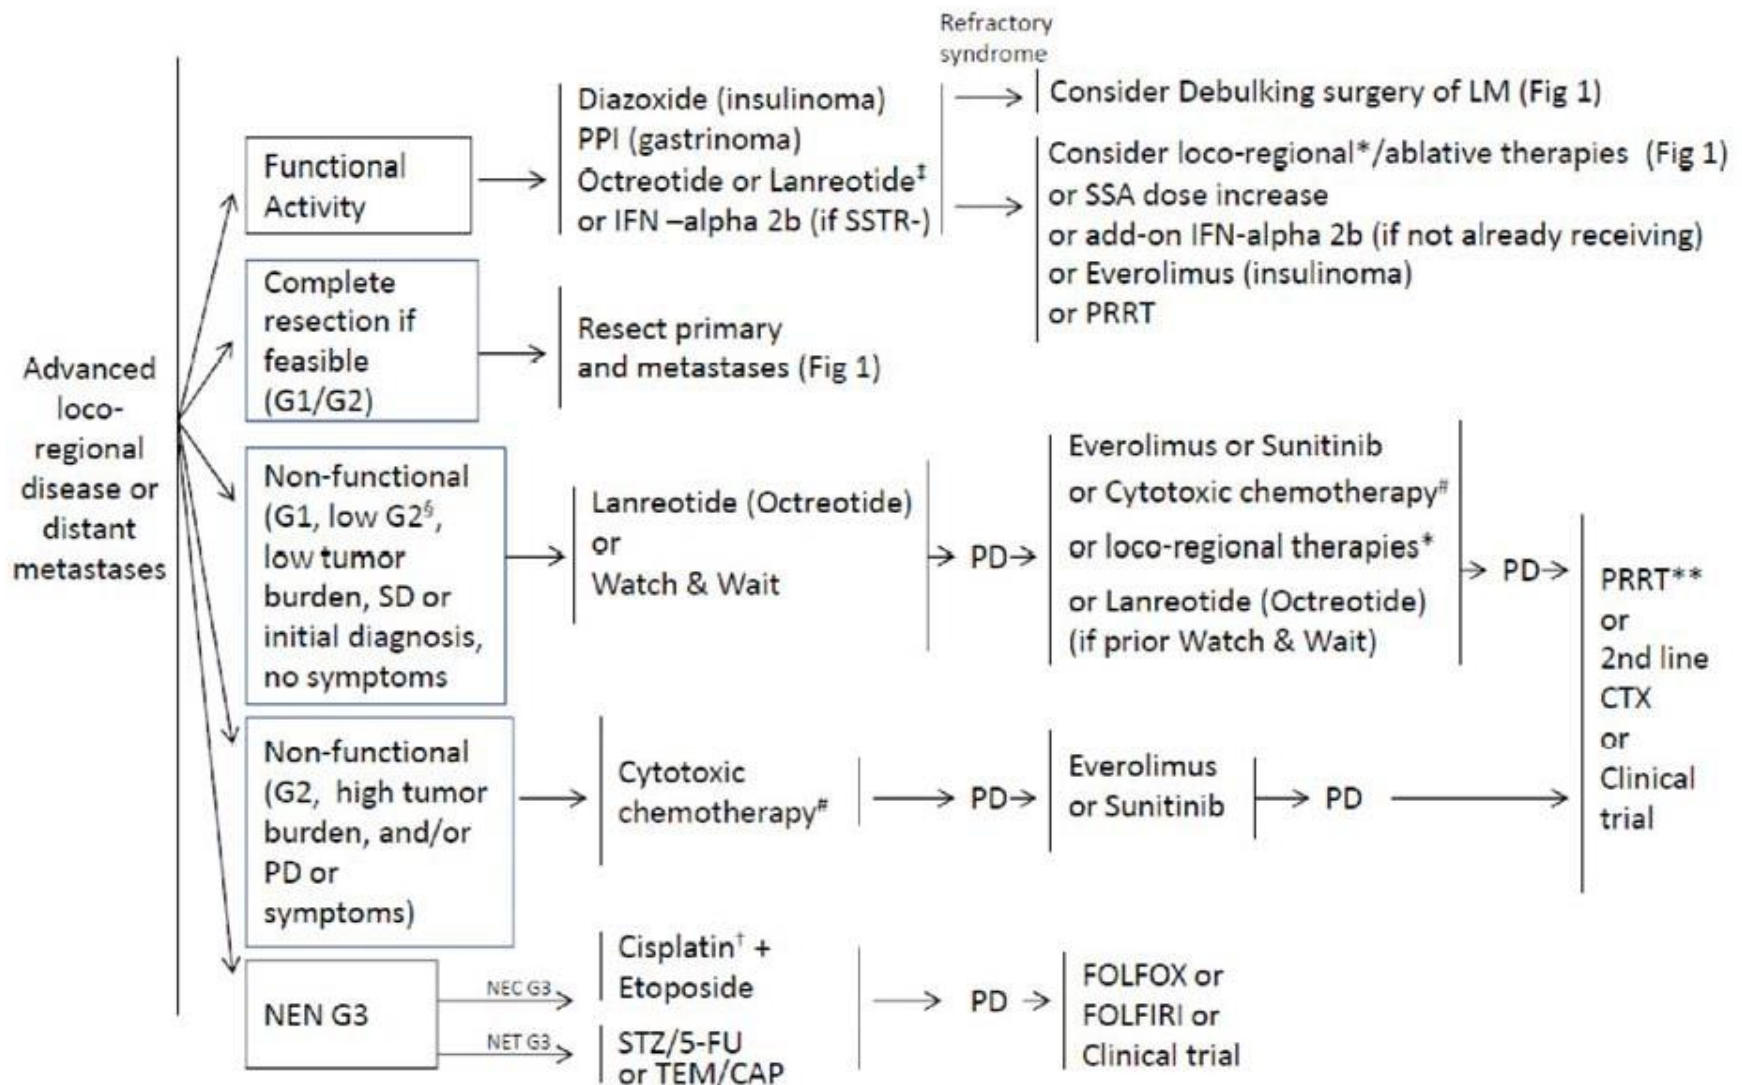 Refractory
syndrome
Advanced
loco-
regional
disease or
distant
metastases
Functional
Activity
Diazoxide (insulinoma)
PPI (gastrinoma)
Octreotide or Lanreotide‡
or IFN –alpha 2b (if SSTR-)
Consider Debulking surgery of LM (Fig 1)
Consider loco-regional*/ablative therapies (Fig 1)
or SSA dose increase
or add-on IFN-alpha 2b (if not already receiving)
or Everolimus (insulinoma)
or PRRT
Complete
resection if
feasible
(G1/G2)
Resect primary
and metastases (Fig 1)
Non-functional
(G1, low G2§,
low tumor
burden, SD or
initial diagnosis,
no symptoms
Lanreotide (Octreotide)
or
Watch & Wait
PD
Everolimus or Sunitinib
or Cytotoxic chemotherapy#
or loco-regional therapies*
or Lanreotide (Octreotide)
(if prior Watch & Wait)
PD
PRRT**
or
2nd line
CTX
or
Clinical
trial
Non-functional
(G2, high tumor
burden, and/or
PD or
symptoms)
Cytotoxic
chemotherapy#
PD
Everolimus
or Sunitinib
PD
NEN G3
NEC G3
Cisplatin† +
Etoposide
NET G3
STZ/5-FU
or TEM/CAP
PD
FOLFOX or
FOLFIRI or
Clinical trial